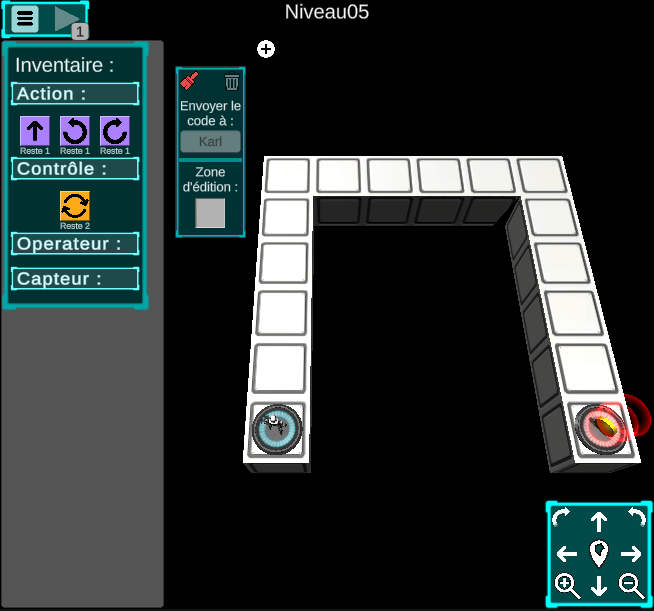 Niveau05
1
Inventaire :
Action :
Reste 1 Reste 1 Reste 1
Contrôle :
Reste 2
Operateur :
Capteur :
Envoyer le
code à :
Karl
Zone
d'édition :